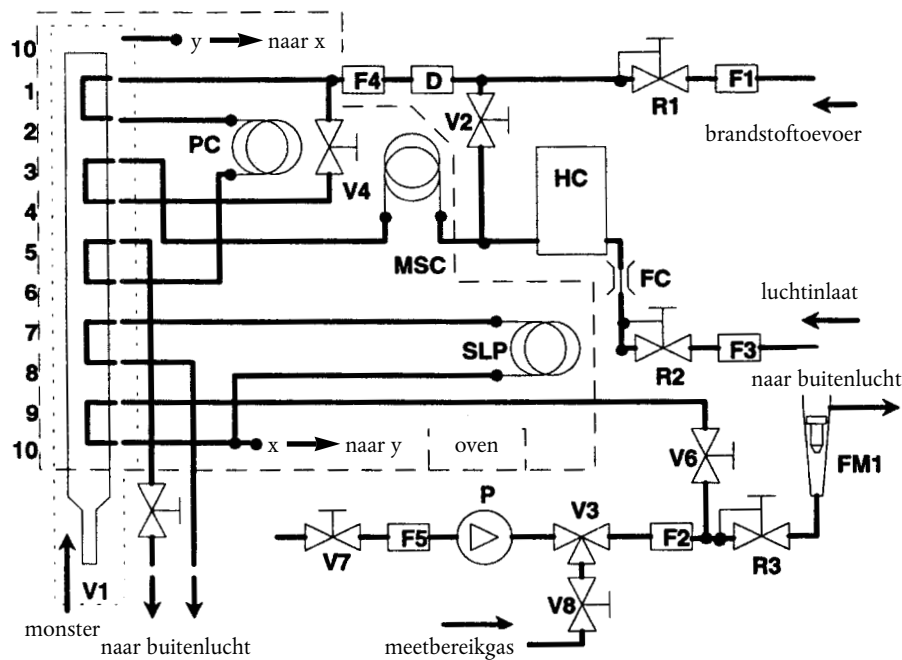 10
y naar x
1
F4
D
R1
F1
brandstoftoevoer
2
PC
V2
3
V4
HC
4
5
MSC
FC
6
luchtinlaat
7
SLP
R2
F3
8
naar buitenlucht
9
10
x naar y
oven
V6
FM1
P
V3
V7
F5
F2
R3
V1
V8
monster
naar buitenlucht
meetbereikgas